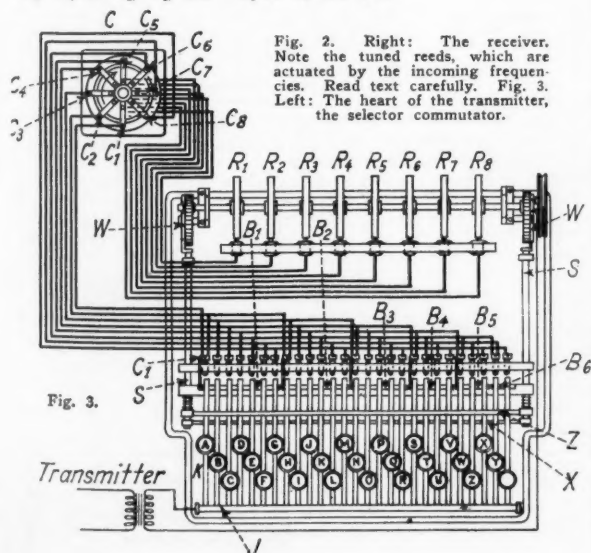 C
C5
C6
C4
C7
C3
C8
C2
C1
Fig. 2. Right: The receiver.
Note the tuned reeds, which are
actuated by the incoming frequen-
cies. Read text carefully. Fig. 3.
Left: The heart of the transmitter,
the selector commutator.
R1 R2 R3 R4 R5 R6 R7 R8
W
B1
B2
W
S
B3
B4
B5
C1
S
B6
Fig. 3.
Z
X
A D G J M P S V X
K B E H K T W Y
C F I L O R Z
Transmitter
J